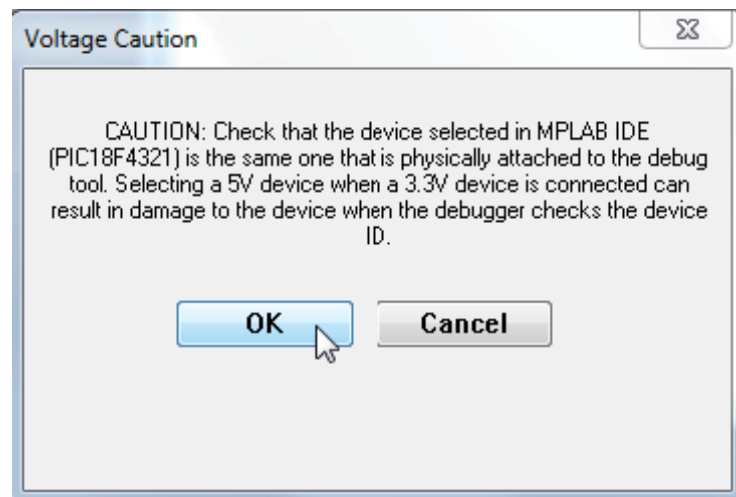 Voltage Caution
CAUTION: Check that the device selected in MPLAB IDE
(PIC18F4321) is the same one that is physically attached to the debug
tool. Selecting a 5V device when a 3.3V device is connected can
result in damage to the device when the debugger checks the device
ID.
OK
Cancel